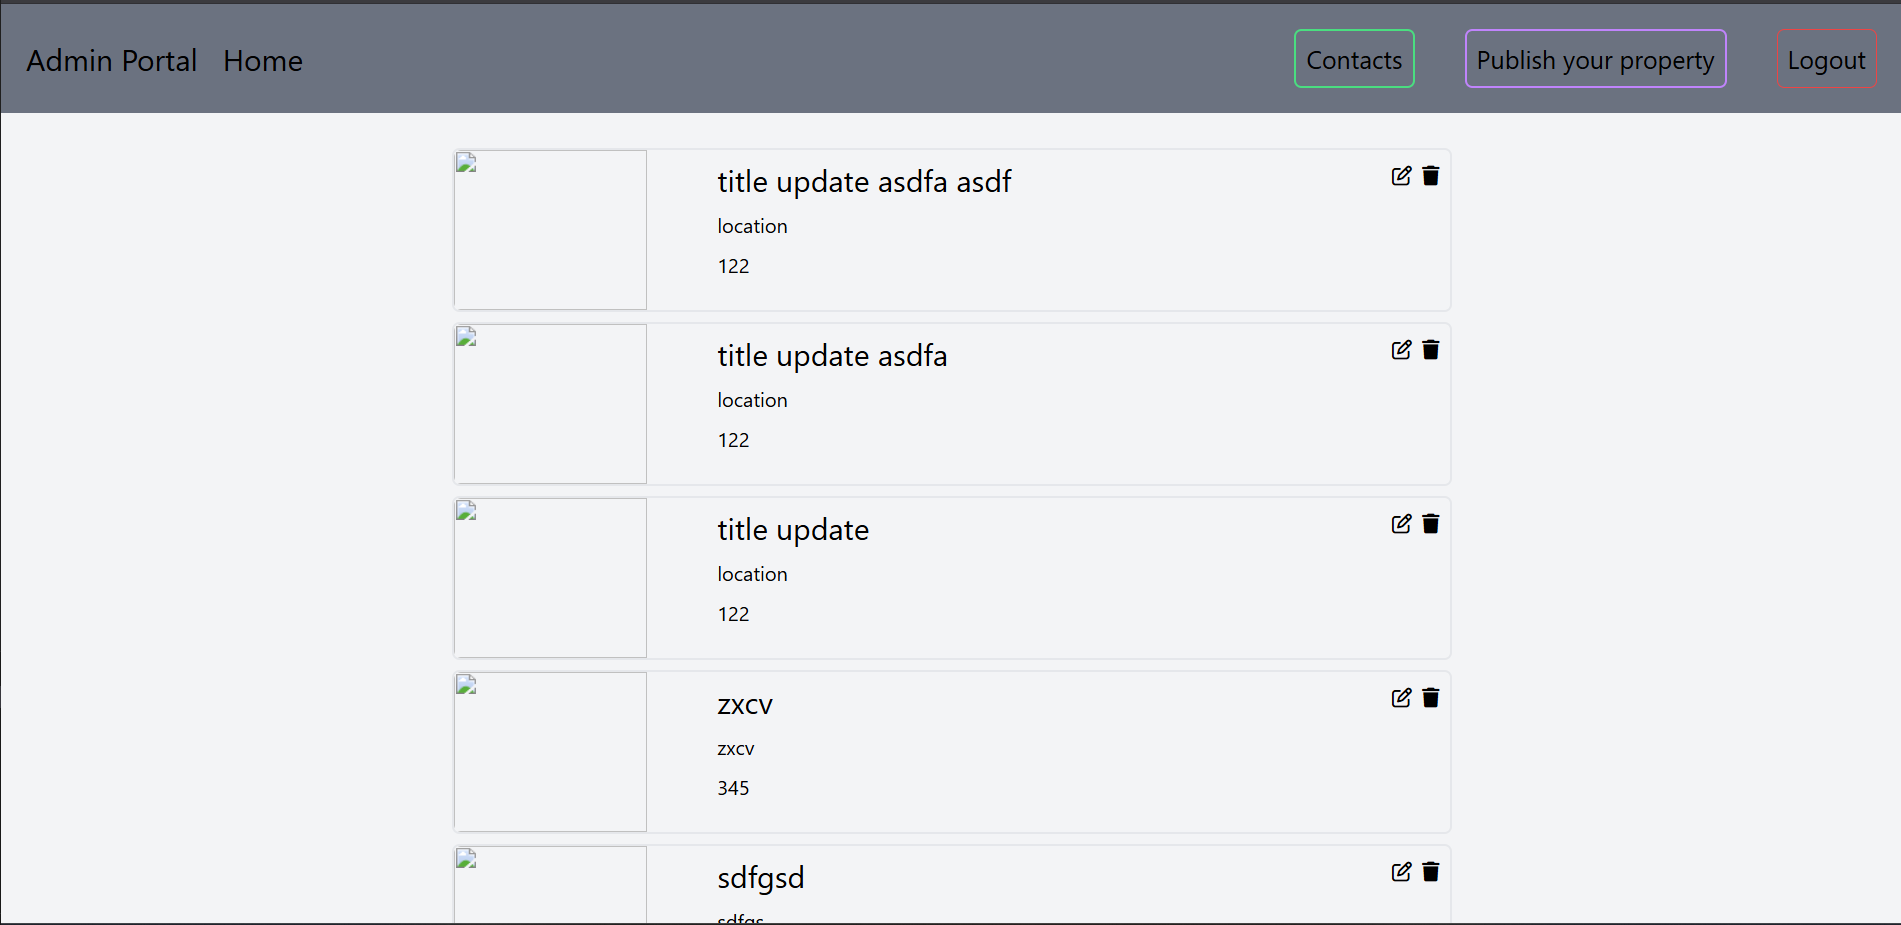 Admin Portal Home Contacts Publish your property Logout
title update asdfa asdf
location
122
title update asdfa
location
122
title update
location
122
zxcv
zxcv
345
sdfgsd
sdfgs